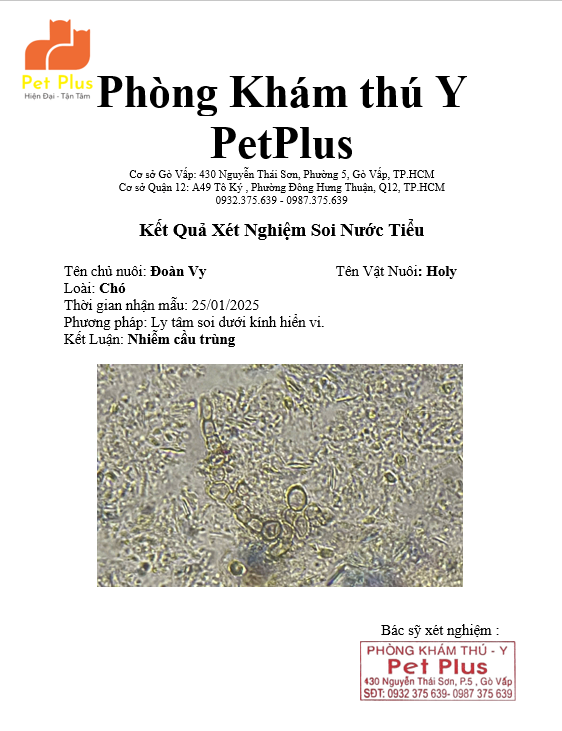 Pet Plus
Hiện Đại - Tận Tâm
Phòng Khám thú Y
PetPlus
Cơ sở Gò Vấp: 430 Nguyễn Thái Sơn, Phường 5, Gò Vấp, TP.HCM
Cơ sở Quận 12: A49 Tô Ký , Phường Đông Hưng Thuận, Q12, TP.HCM
0932.375.639 - 0987.375.639
Kết Quả Xét Nghiệm Soi Nước Tiểu
Tên chủ nuôi: Đoàn Vy Tên Vật Nuôi: Holy
Loài: Chó
Thời gian nhận mẫu: 25/01/2025
Phương pháp: Ly tâm soi dưới kính hiển vi.
Kết Luận: Nhiễm cầu trùng
Bác sỹ xét nghiệm :
PHÒNG KHÁM THÚ - Y
Pet Plus
430 Nguyễn Thái Sơn, P.5 , Gò Vấp
SĐT: 0932 375 639- 0987 375 639